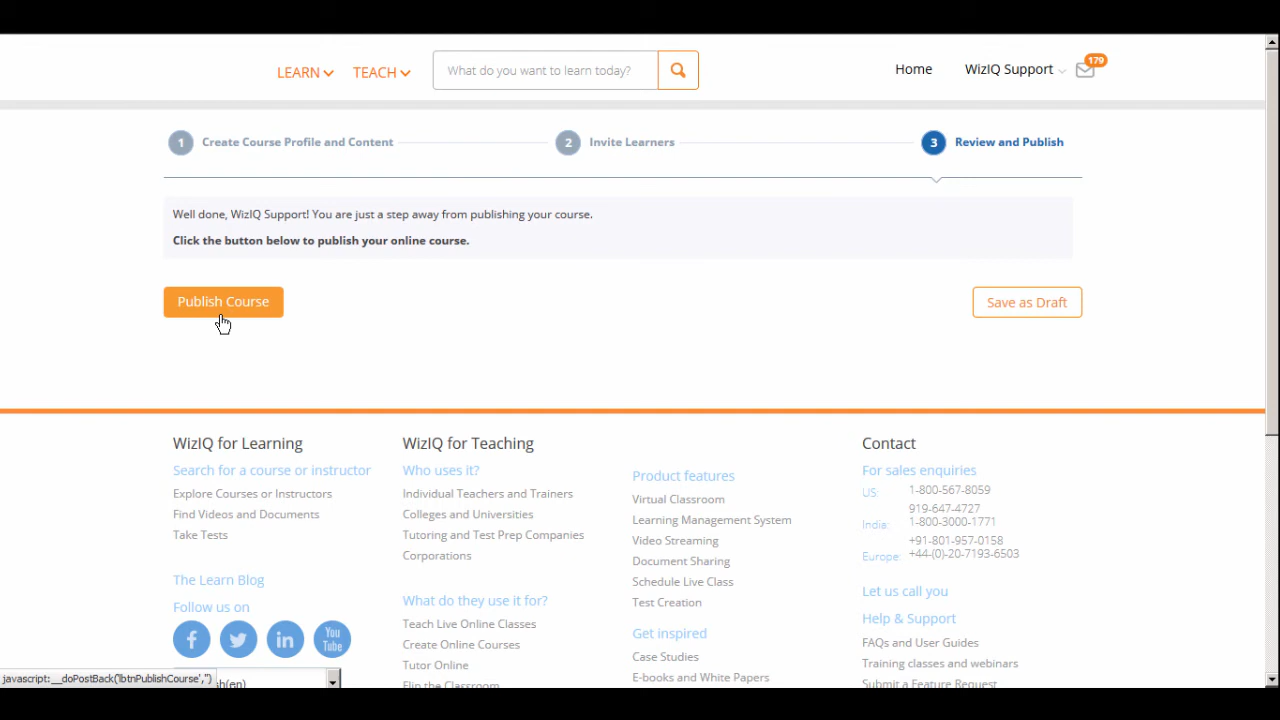 LEARN TEACH What do you want to learn today? Home WizIQ Support 179
1 Create Course Profile and Content 2 Invite Learners 3 Review and Publish
Well done, WizIQ Support! You are just a step away from publishing your course.
Click the button below to publish your online course.
Publish Course Save as Draft
WizIQ for Learning
Search for a course or instructor
Explore Courses or Instructors
Find Videos and Documents
Take Tests
The Learn Blog
Follow us on
You
Tube
WizIQ for Teaching
Who uses it?
Individual Teachers and Trainers
Colleges and Universities
Tutoring and Test Prep Companies
Corporations
What do they use it for?
Teach Live Online Classes
Create Online Courses
Tutor Online
Flip the Classroom
Product features
Virtual Classroom
Learning Management System
Video Streaming
Document Sharing
Schedule Live Class
Test Creation
Get inspired
Case Studies
E-books and White Papers
Contact
For sales enquiries
US: 1-800-567-8059
919-647-4727
India: 1-800-3000-1771
+91-801-957-0158
Europe: +44-(0)-20-7193-6503
Let us call you
Help & Support
FAQs and User Guides
Training classes and webinars
Submit a Feature Request
javascript: __doPostBack('lbtnPublishCourse','') sh(en)